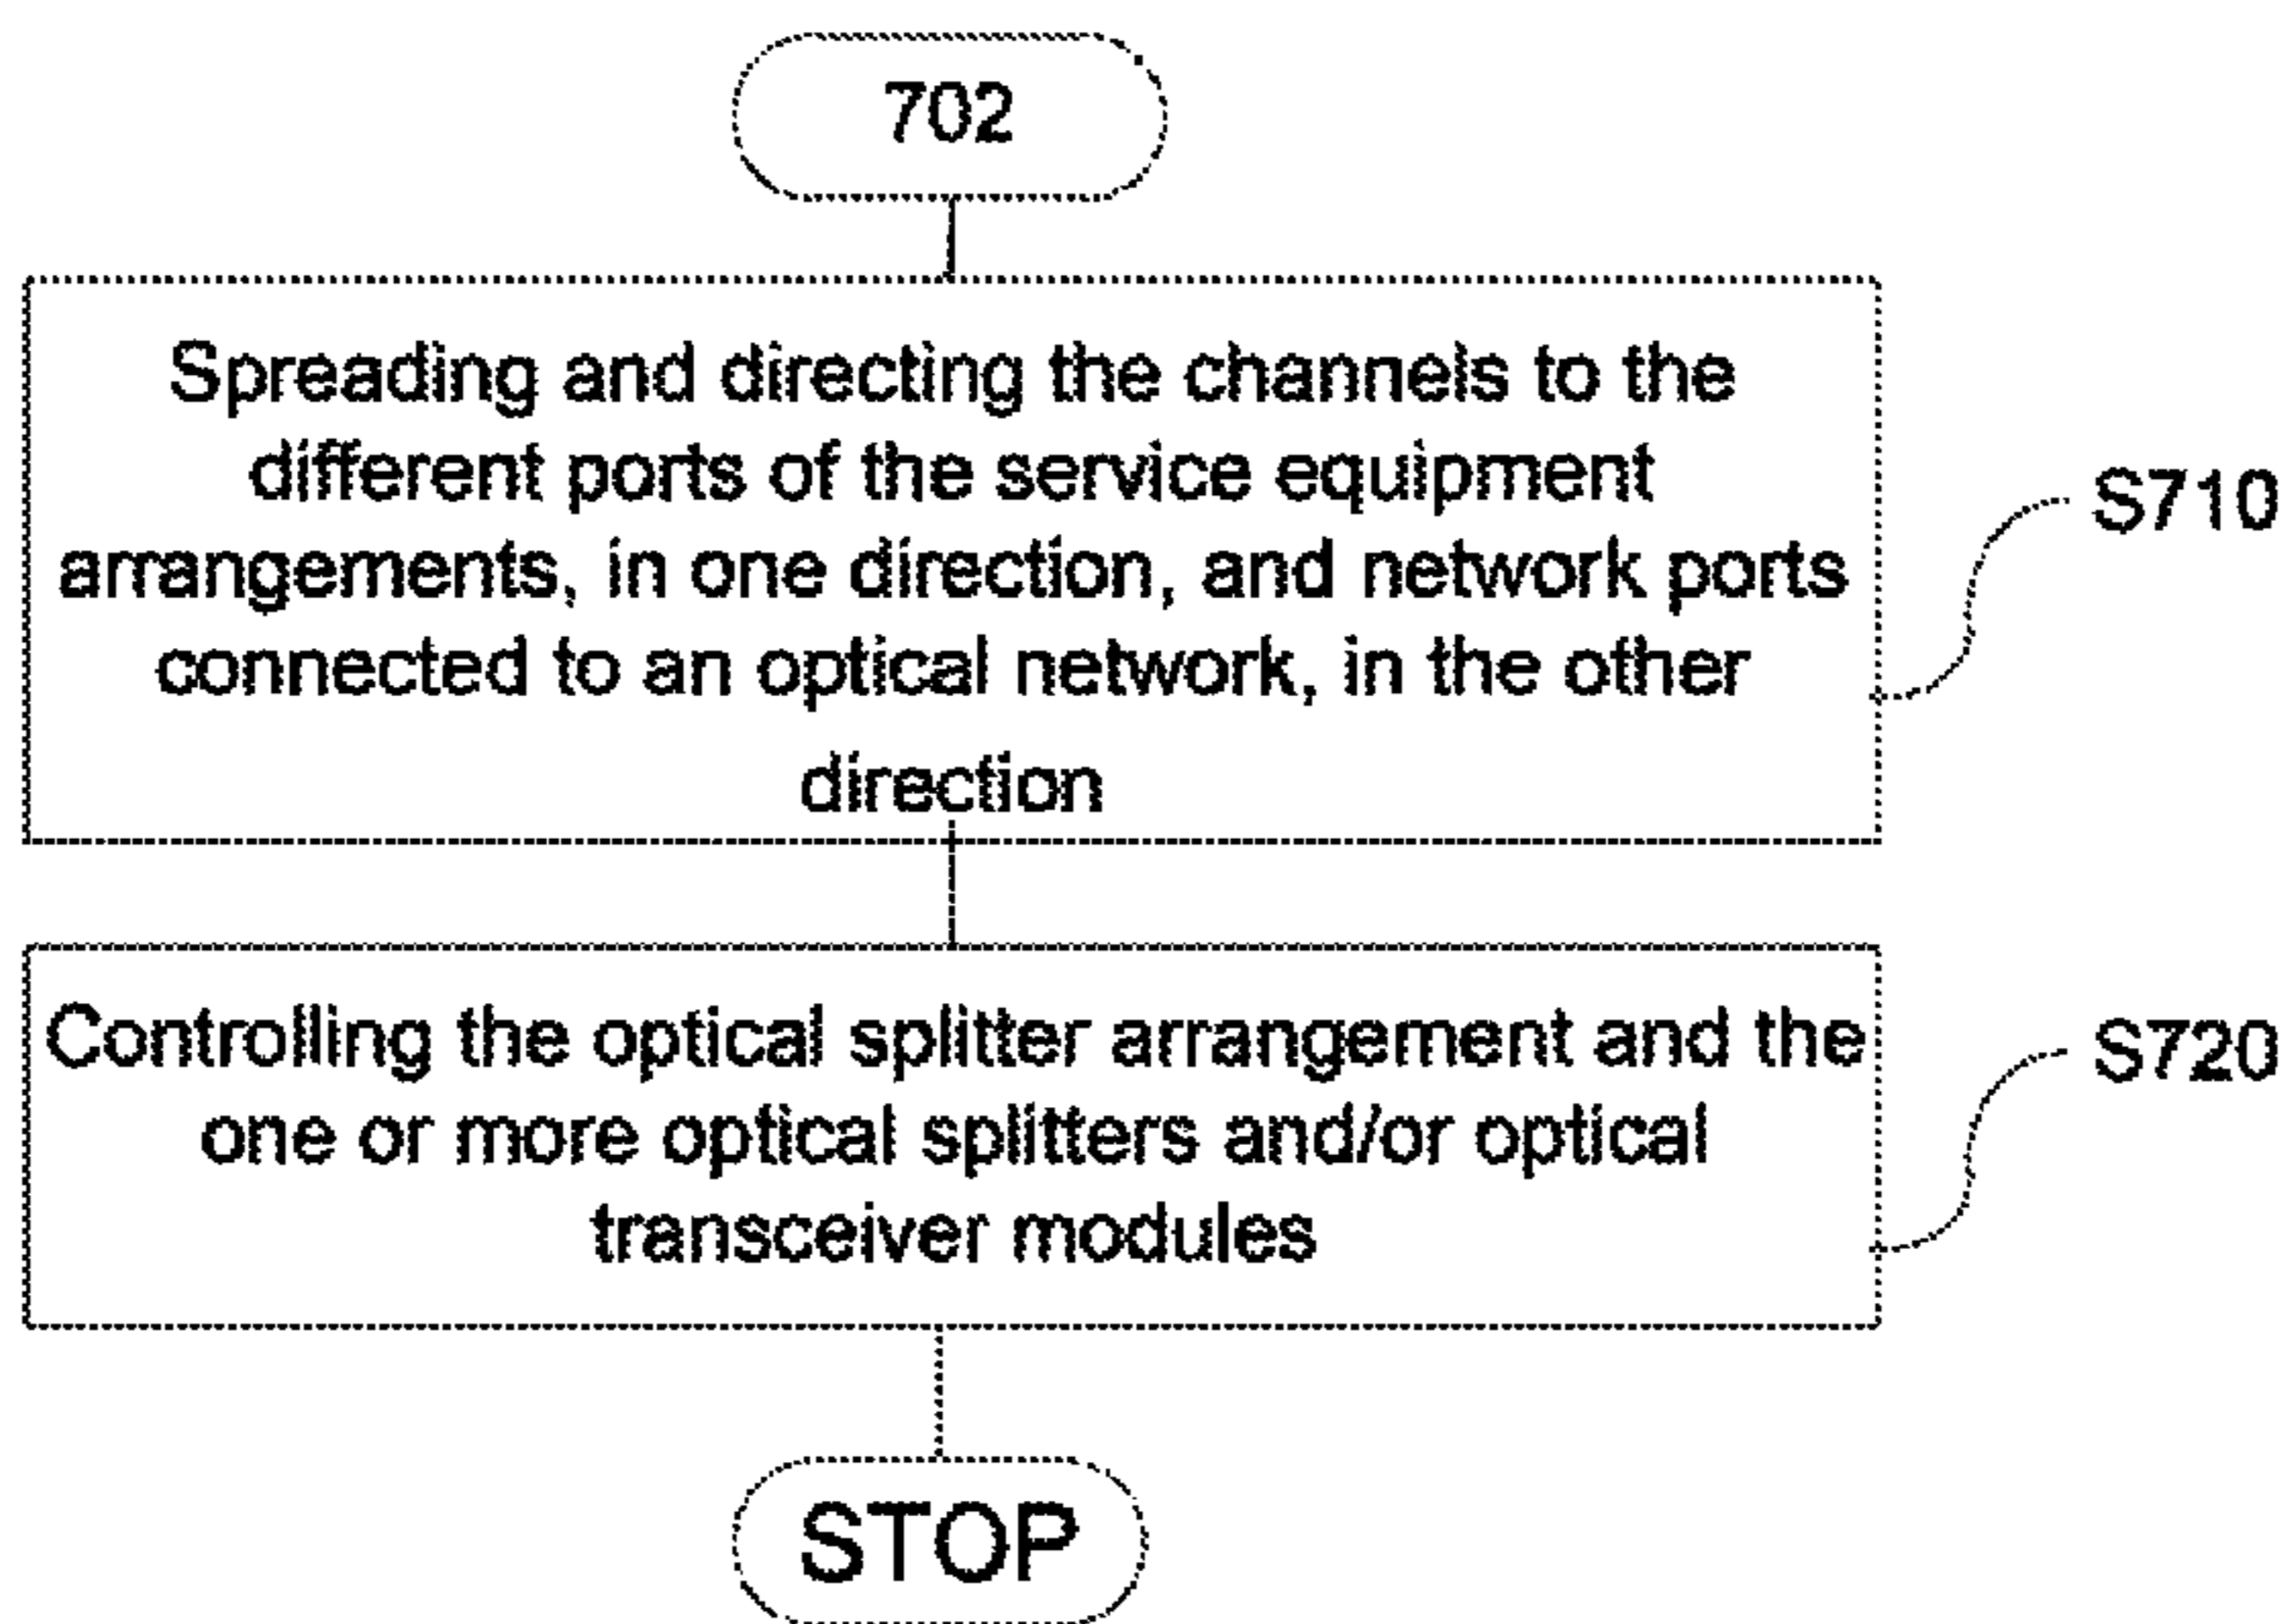 702
Spreading and directing the channels to the
different ports of the service equipment
arrangements, in one direction, and network ports
connected to an optical network, in the other
direction
S710
Controlling the optical splitter arrangement and the
one or more optical splitters and/or optical
transceiver modules
S720
STOP